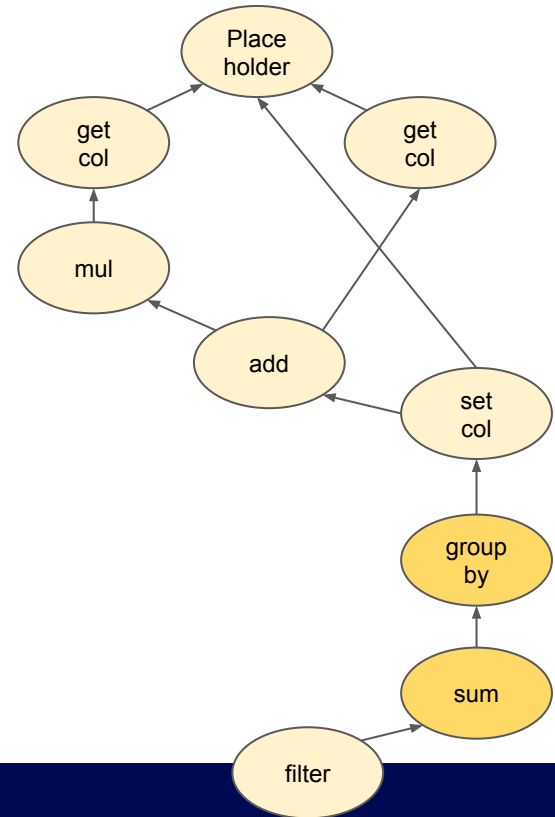 Place
holder
get
col
get
col
mul
add
set
col
group
by
sum
filter